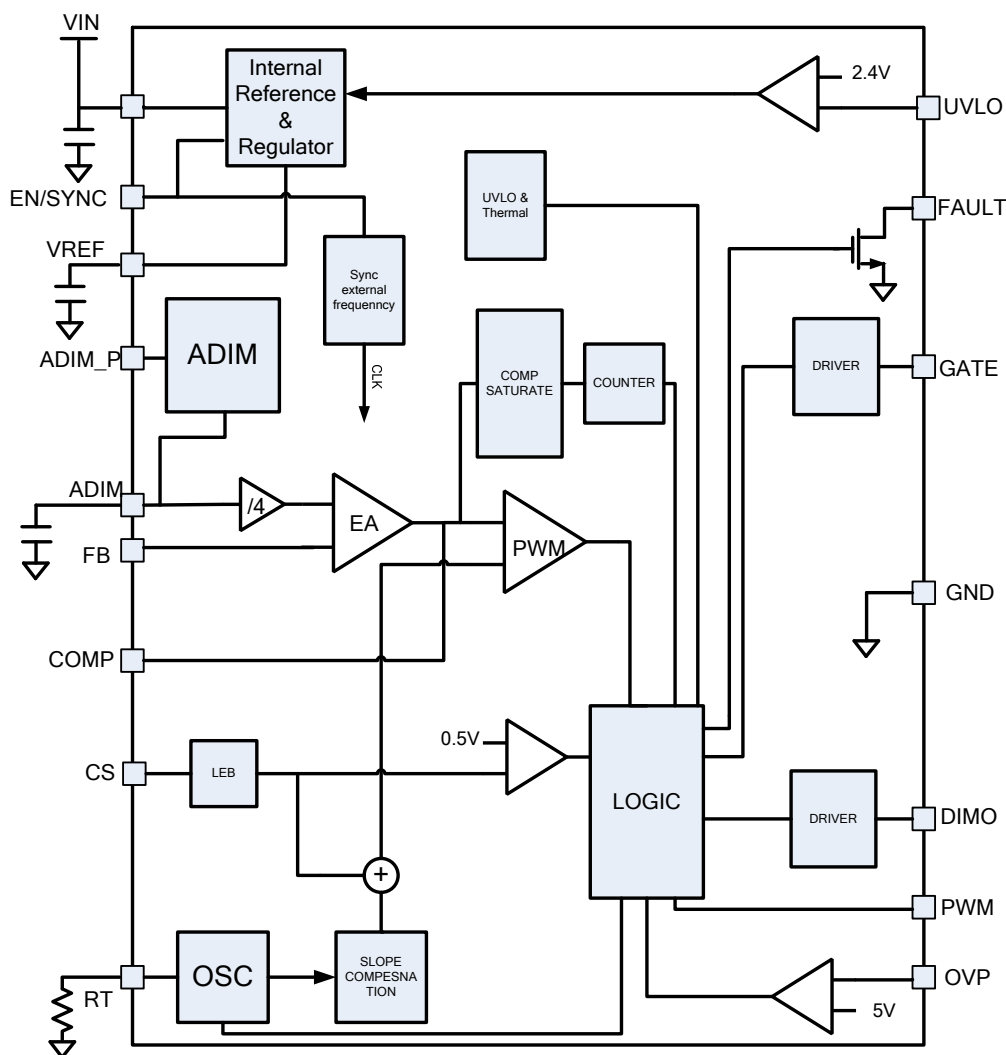 VIN
Internal
Reference
&
Regulator
2.4V
UVLO
EN/SYNC
UVLO &
Thermal
FAULT
VREF
Sync
external
frequenncy
ADIM_P
ADIM
CLK
COMP
SATURATE
COUNTER
DRIVER
GATE
ADIM
/4
EA
PWM
FB
GND
COMP
0.5V
CS
LEB
LOGIC
DRIVER
DIMO
+
PWM
OSC
SLOPE
COMPESNA
TION
RT
OVP
5V